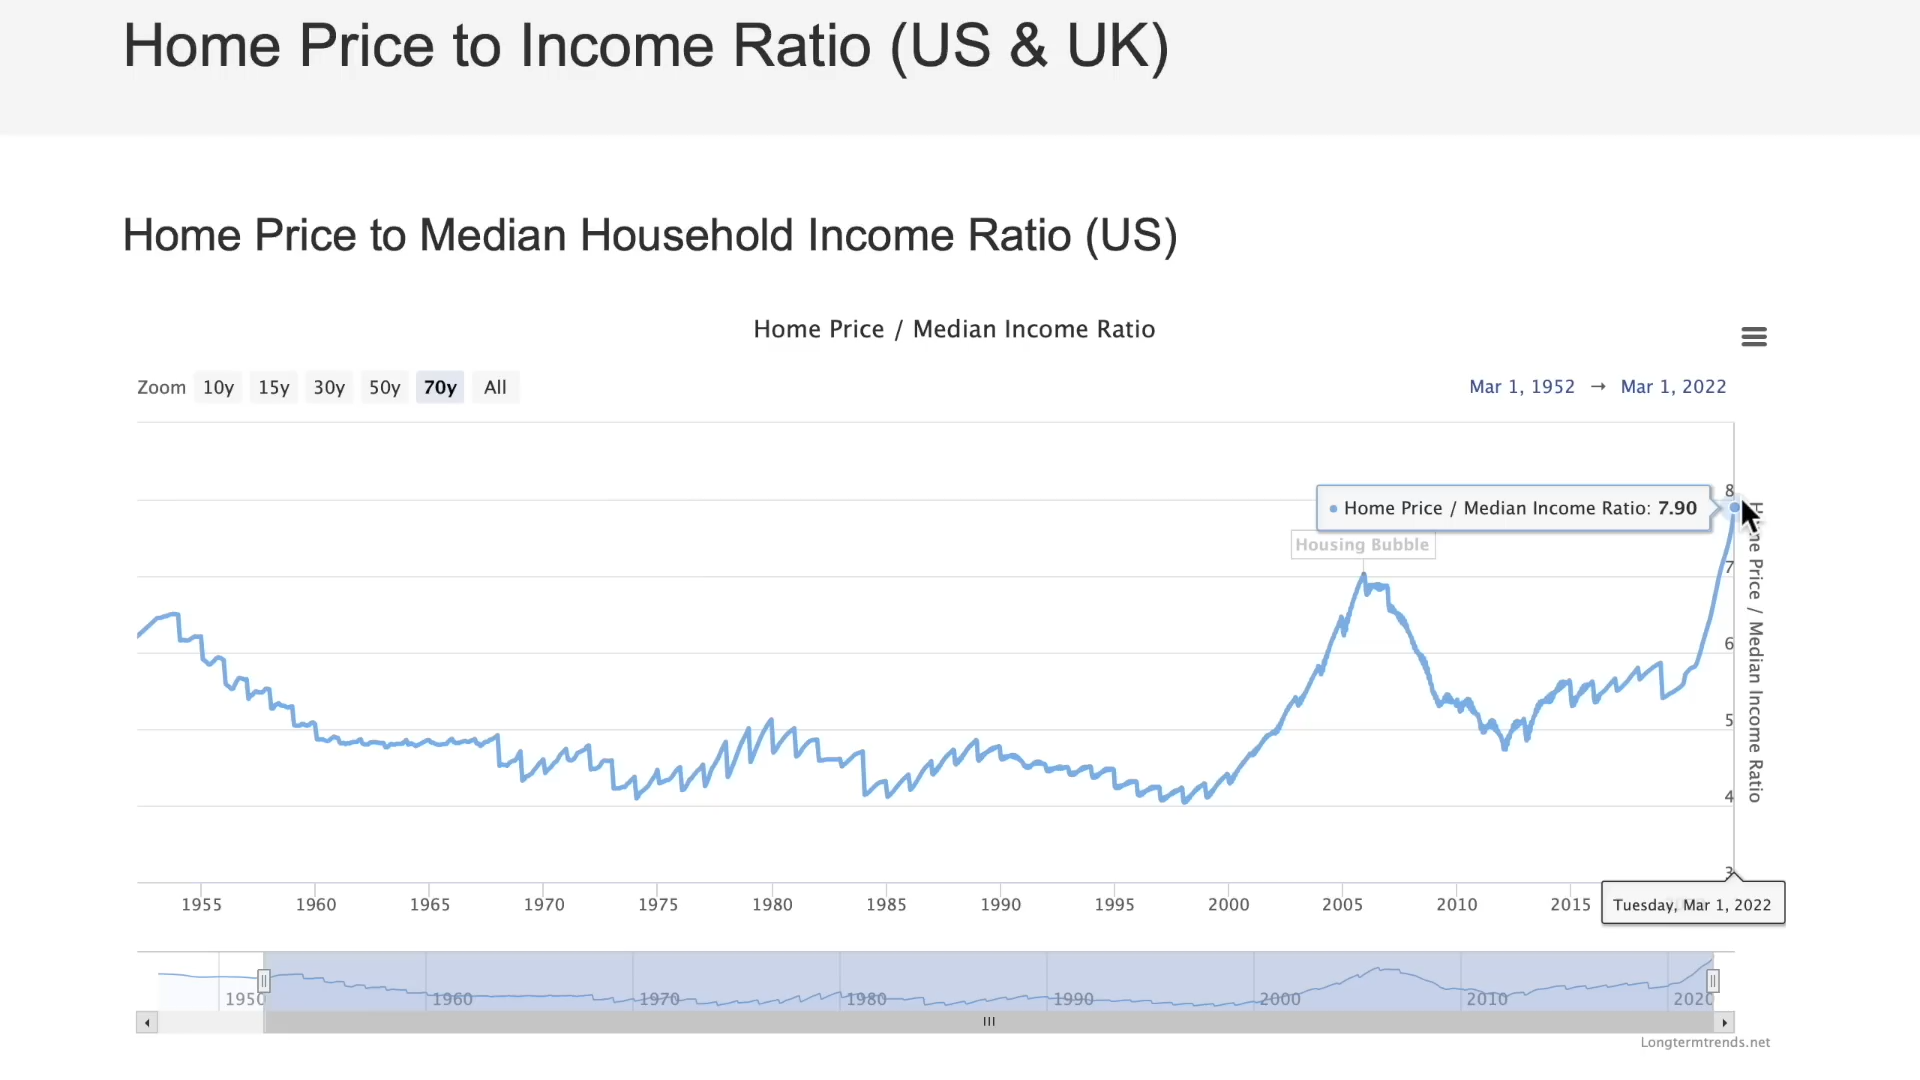 Home Price to Income Ratio (US & UK)
Home Price to Median Household Income Ratio (US)
Home Price / Median Income Ratio
Zoom 10y 15y 30y 50y 70y All
Mar 1, 1952 → Mar 1, 2022
8
Home Price / Median Income Ratio: 7.90
Housing Bubble
7
6
5
4
3
Price / Median Income Ratio
1955 1960 1965 1970 1975 1980 1985 1990 1995 2000 2005 2010 2015
Tuesday, Mar 1, 2022
1950 1960 1970 1980 1990 2000 2010 2020
Longtermtrends.net